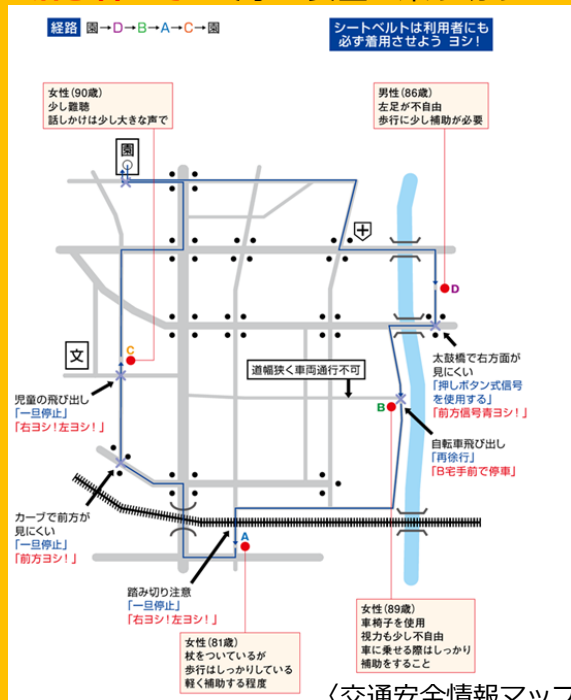 経路 園→D→B→A→C→園
シートベルトは利用者にも
必ず着用させよう ヨシ!
女性(90歳)
少し難聴
話しかけは少し大きな声で
男性(86歳)
左足が不自由
歩行に少し補助が必要
園
D
文
C
道幅狭く車両通行不可
太鼓橋で右方面が
見にくい
「押しボタン式信号
を使用する」
「前方信号青ヨシ!」
児童の飛び出し
「一旦停止」
「右ヨシ!左ヨシ!」
B
自転車飛び出し
「再徐行」
「B宅手前で停車」
カーブで前方が
見にくい
「一旦停止」
「前方ヨシ!」
A
踏み切り注意
「一旦停止」
「右ヨシ!左ヨシ!」
女性(89歳)
車椅子を使用
視力も少し不自由
車に乗せる際はしっかり
補助をすること
女性(81歳)
杖をついているが
歩行はしっかりしている
軽く補助する程度
〈交通安全情報マップ